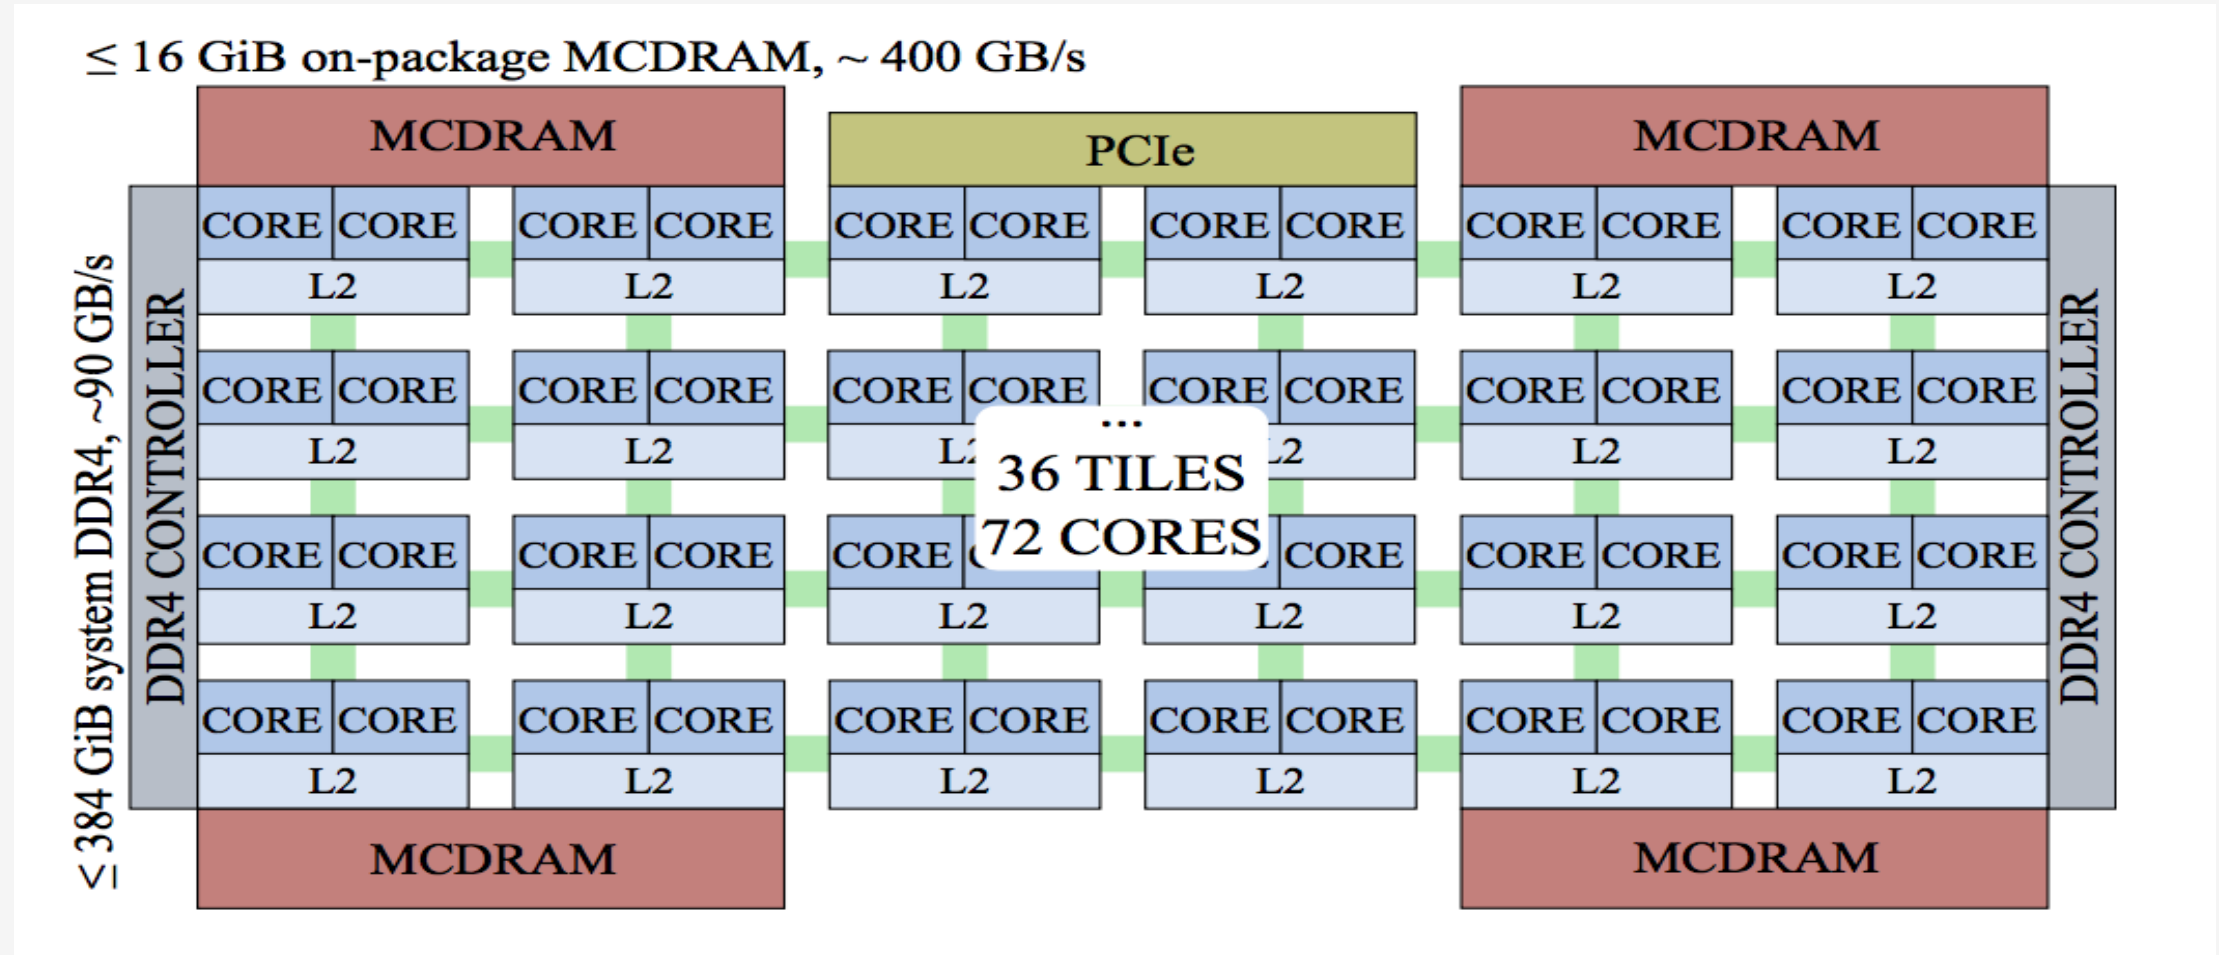 ≤ 16 GiB on-package MCDRAM, ~ 400 GB/s
MCDRAM
PCIe
MCDRAM
≤ 384 GiB system DDR4, ~90 GB/s
DDR4 CONTROLLER
DDR4 CONTROLLER
CORE CORE CORE CORE CORE CORE CORE CORE CORE CORE CORE CORE
L2 L2 L2 L2 L2 L2
CORE CORE CORE CORE CORE CORE CORE CORE CORE CORE CORE CORE
L2 L2 L2 L2 L2 L2
...
36 TILES
72 CORES
CORE CORE CORE CORE CORE CORE CORE CORE CORE CORE
L2 L2 L2 L2 L2 L2
CORE CORE CORE CORE CORE CORE CORE CORE CORE CORE CORE CORE
L2 L2 L2 L2 L2 L2
MCDRAM
MCDRAM